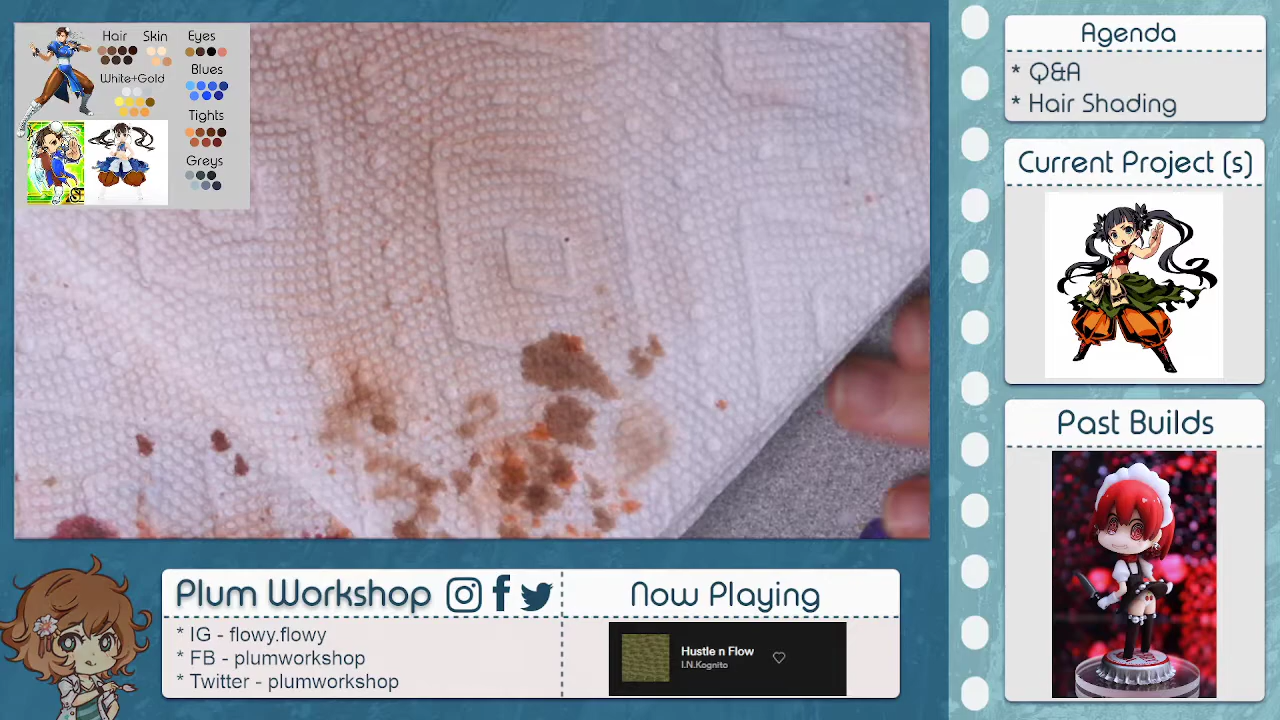 Hair
Skin
Eyes
White+Gold
Blues
Tights
Greys
Agenda
* Q&A
* Hair Shading
Current Project (s)
Past Builds
Plum Workshop
* IG - flowy.flowy
* FB - plumworkshop
* Twitter - plumworkshop
Now Playing
Hustle n Flow
I.N.Kognito